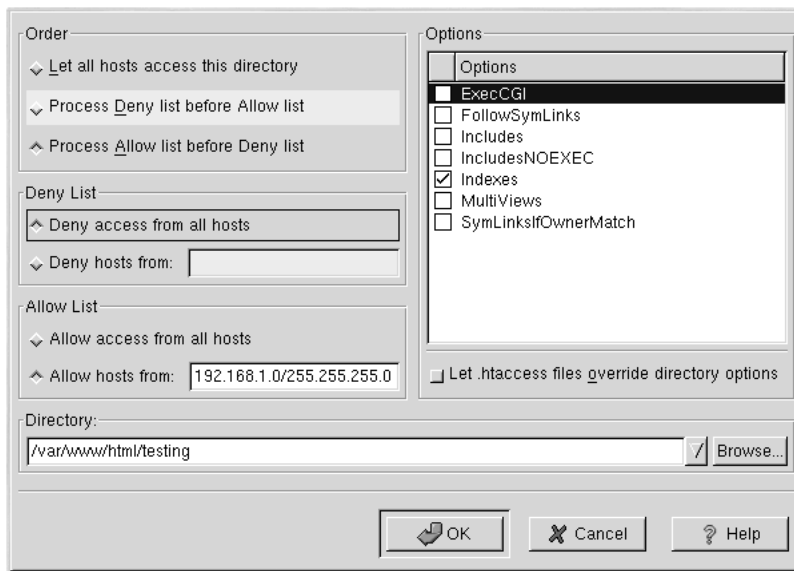 Order
Let all hosts access this directory
Process Deny list before Allow list
Process Allow list before Deny list
Deny List
Deny access from all hosts
Deny hosts from:
Allow List
Allow access from all hosts
Allow hosts from: 192.168.1.0/255.255.255.0
Options
Options
ExecCGI
FollowSymLinks
Includes
IncludesNOEXEC
Indexes
MultiViews
SymLinksIfOwnerMatch
Let .htaccess files override directory options
Directory:
/var/www/html/testing Browse...
OK Cancel Help